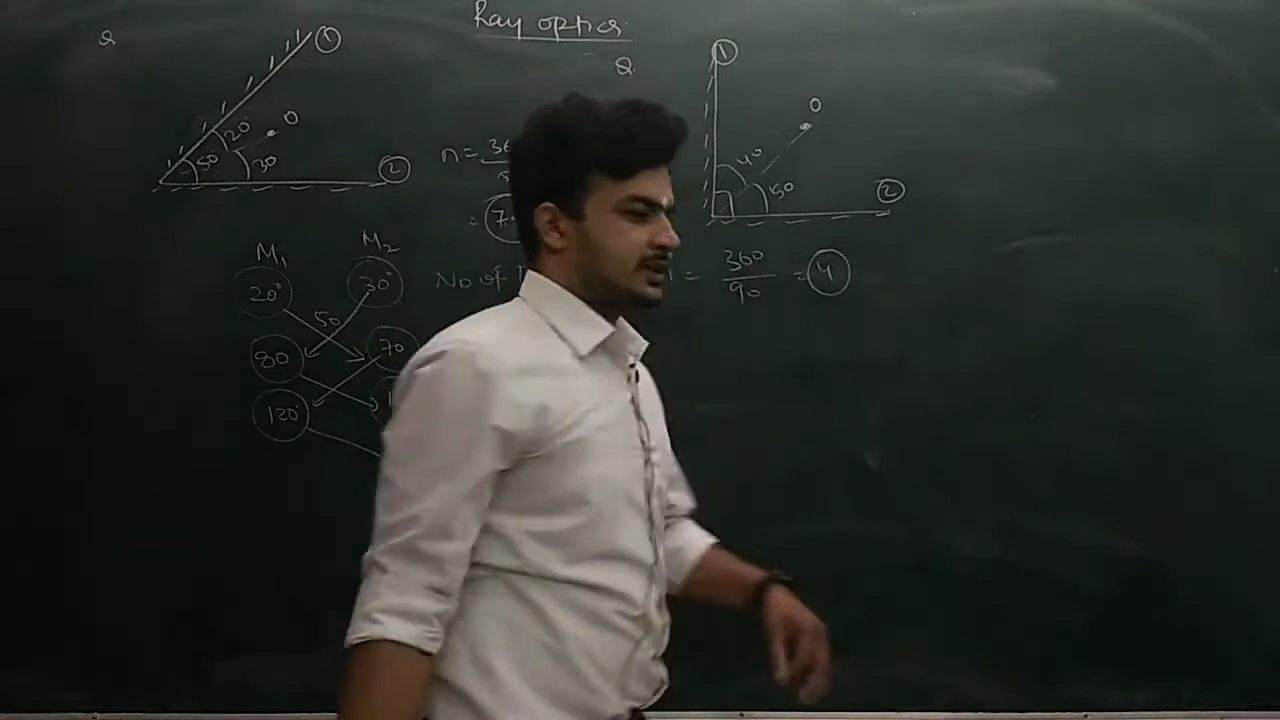 Ray optics
Q
1
20°
O
50
30
2
n = 36
= 7.
M₁ M₂
20° 30°
50
80 70
120°
No of
Q.
1
O
40
50
2
= 360/90 = 4